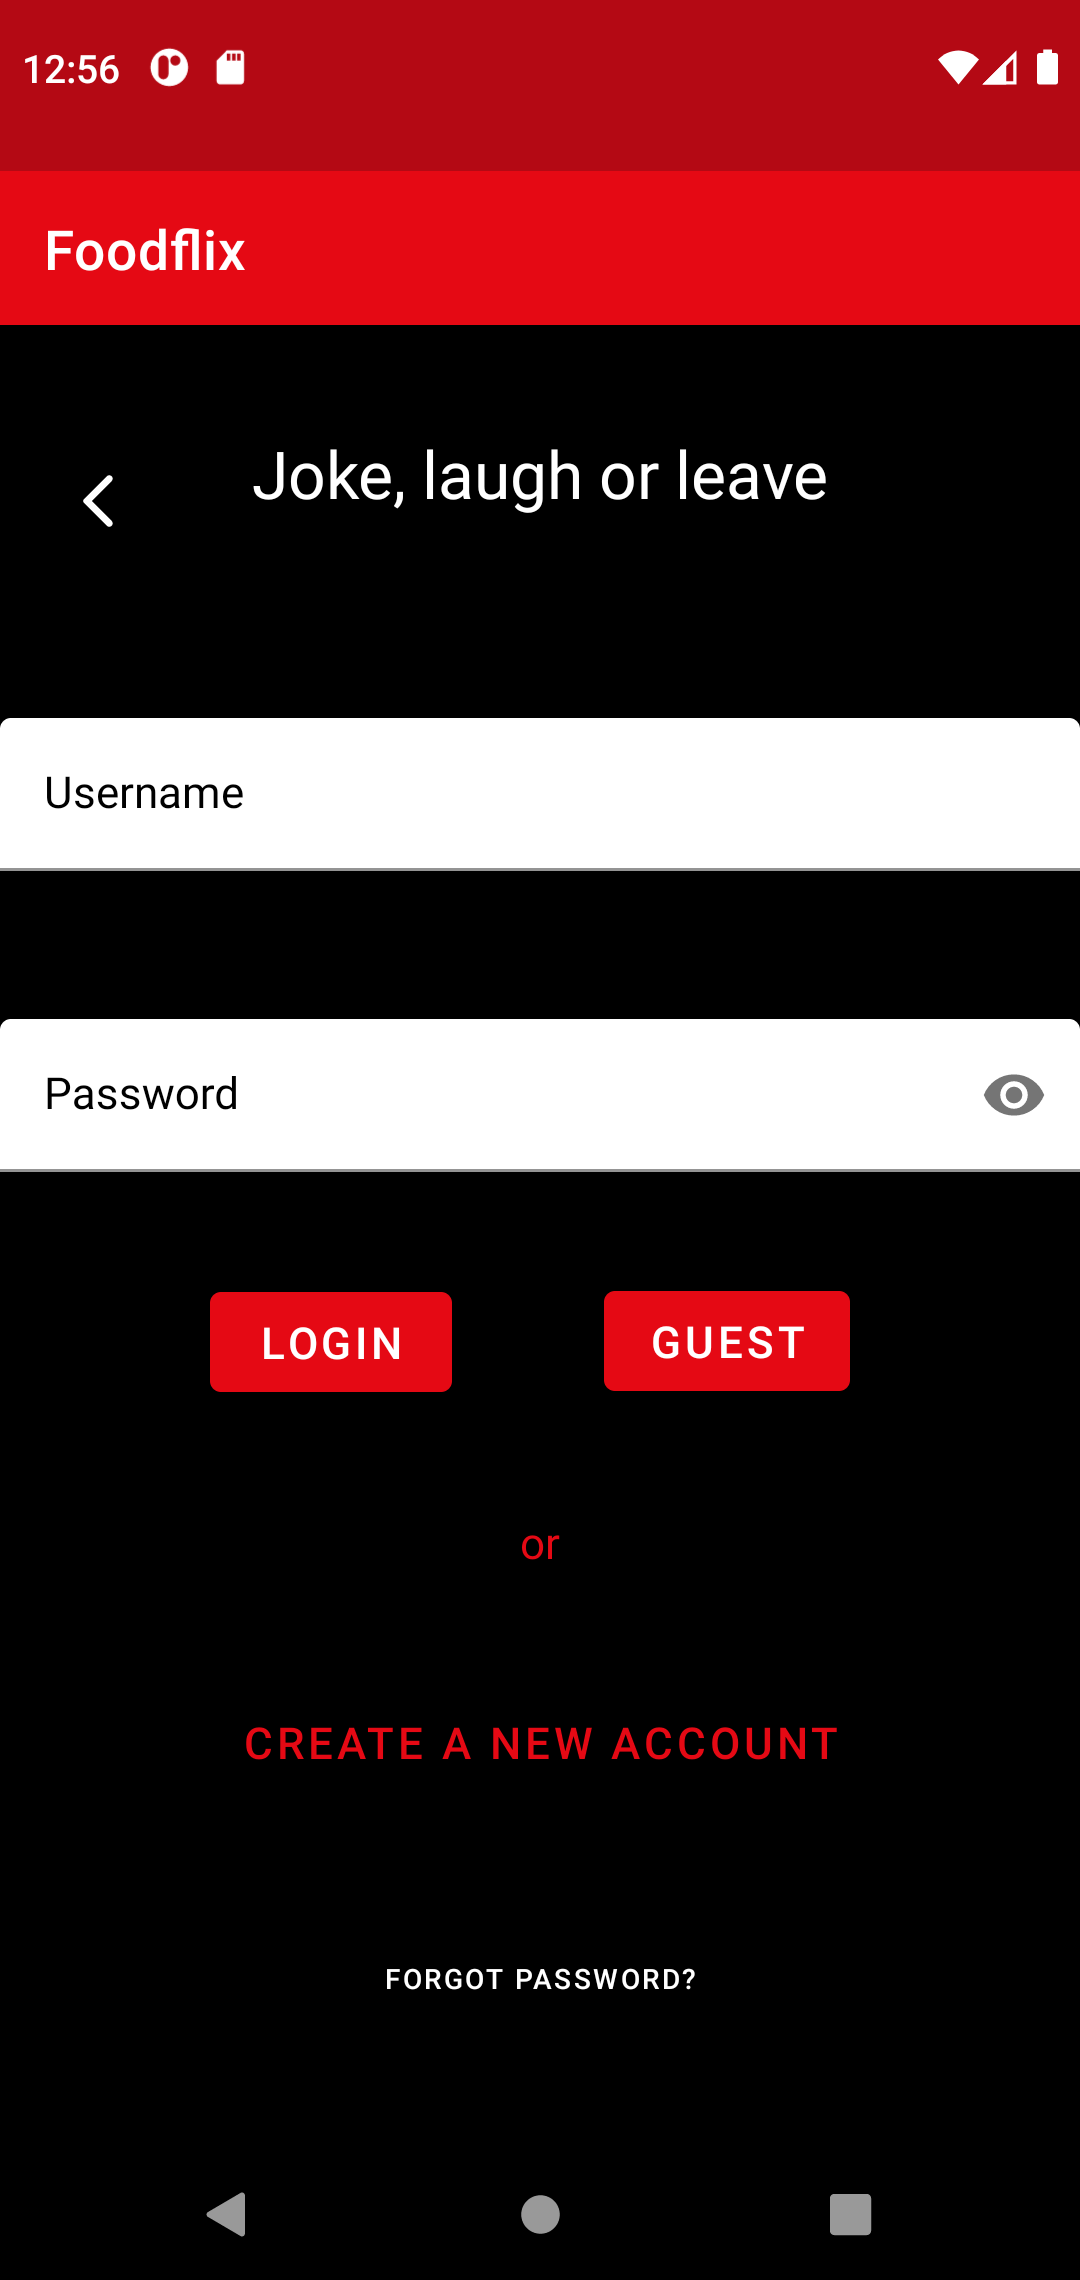 12:56
Foodflix
Joke, laugh or leave
Username
Password
LOGIN GUEST
or
CREATE A NEW ACCOUNT
FORGOT PASSWORD?